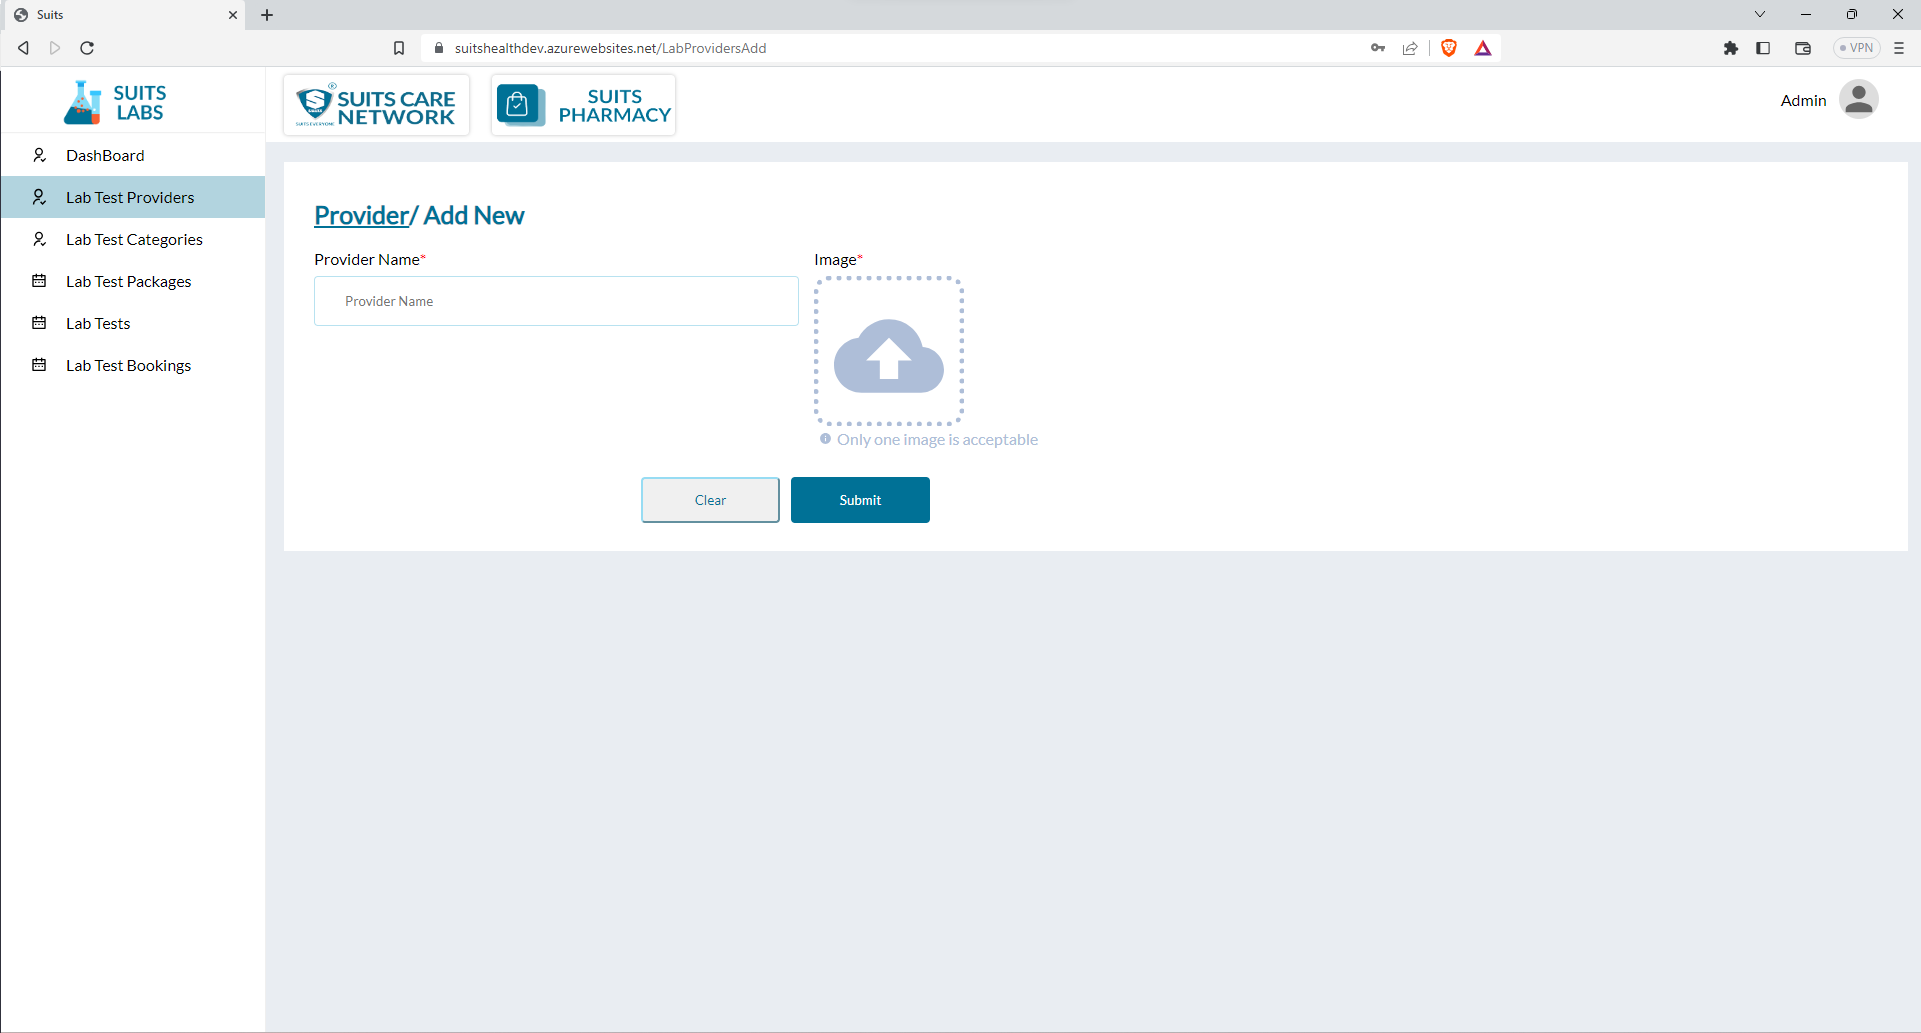 Suits
suitshealthdev.azurewebsites.net/LabProvidersAdd
VPN
SUITS
LABS
SUITS CARE
NETWORK
SUITS
PHARMACY
Admin
DashBoard
Lab Test Providers
Lab Test Categories
Lab Test Packages
Lab Tests
Lab Test Bookings
Provider/ Add New
Provider Name*
Provider Name
Image*
Only one image is acceptable
Clear
Submit